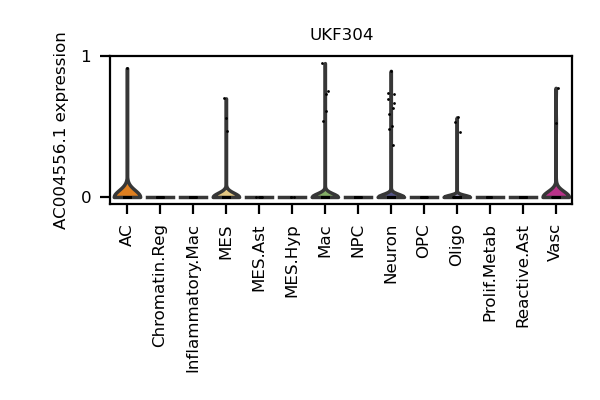 UKF304
AC004556.1 expression
1
0
AC
Chromatin.Reg
Inflammatory.Mac
MES
MES.Ast
MES.Hyp
Mac
NPC
Neuron
OPC
Oligo
Prolif.Metab
Reactive.Ast
Vasc